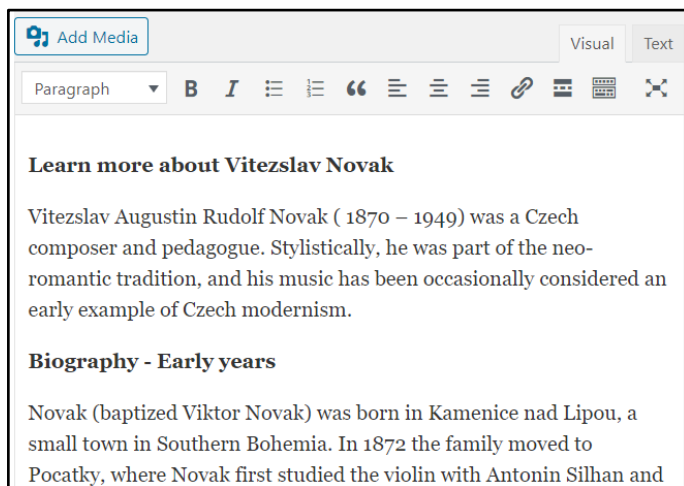 Add Media
Visual Text
Paragraph
Learn more about Vitezslav Novak
Vitezslav Augustin Rudolf Novak ( 1870 – 1949) was a Czech
composer and pedagogue. Stylistically, he was part of the neo-
romantic tradition, and his music has been occasionally considered an
early example of Czech modernism.
Biography - Early years
Novak (baptized Viktor Novak) was born in Kamenice nad Lipou, a
small town in Southern Bohemia. In 1872 the family moved to
Pocatky, where Novak first studied the violin with Antonin Silhan and